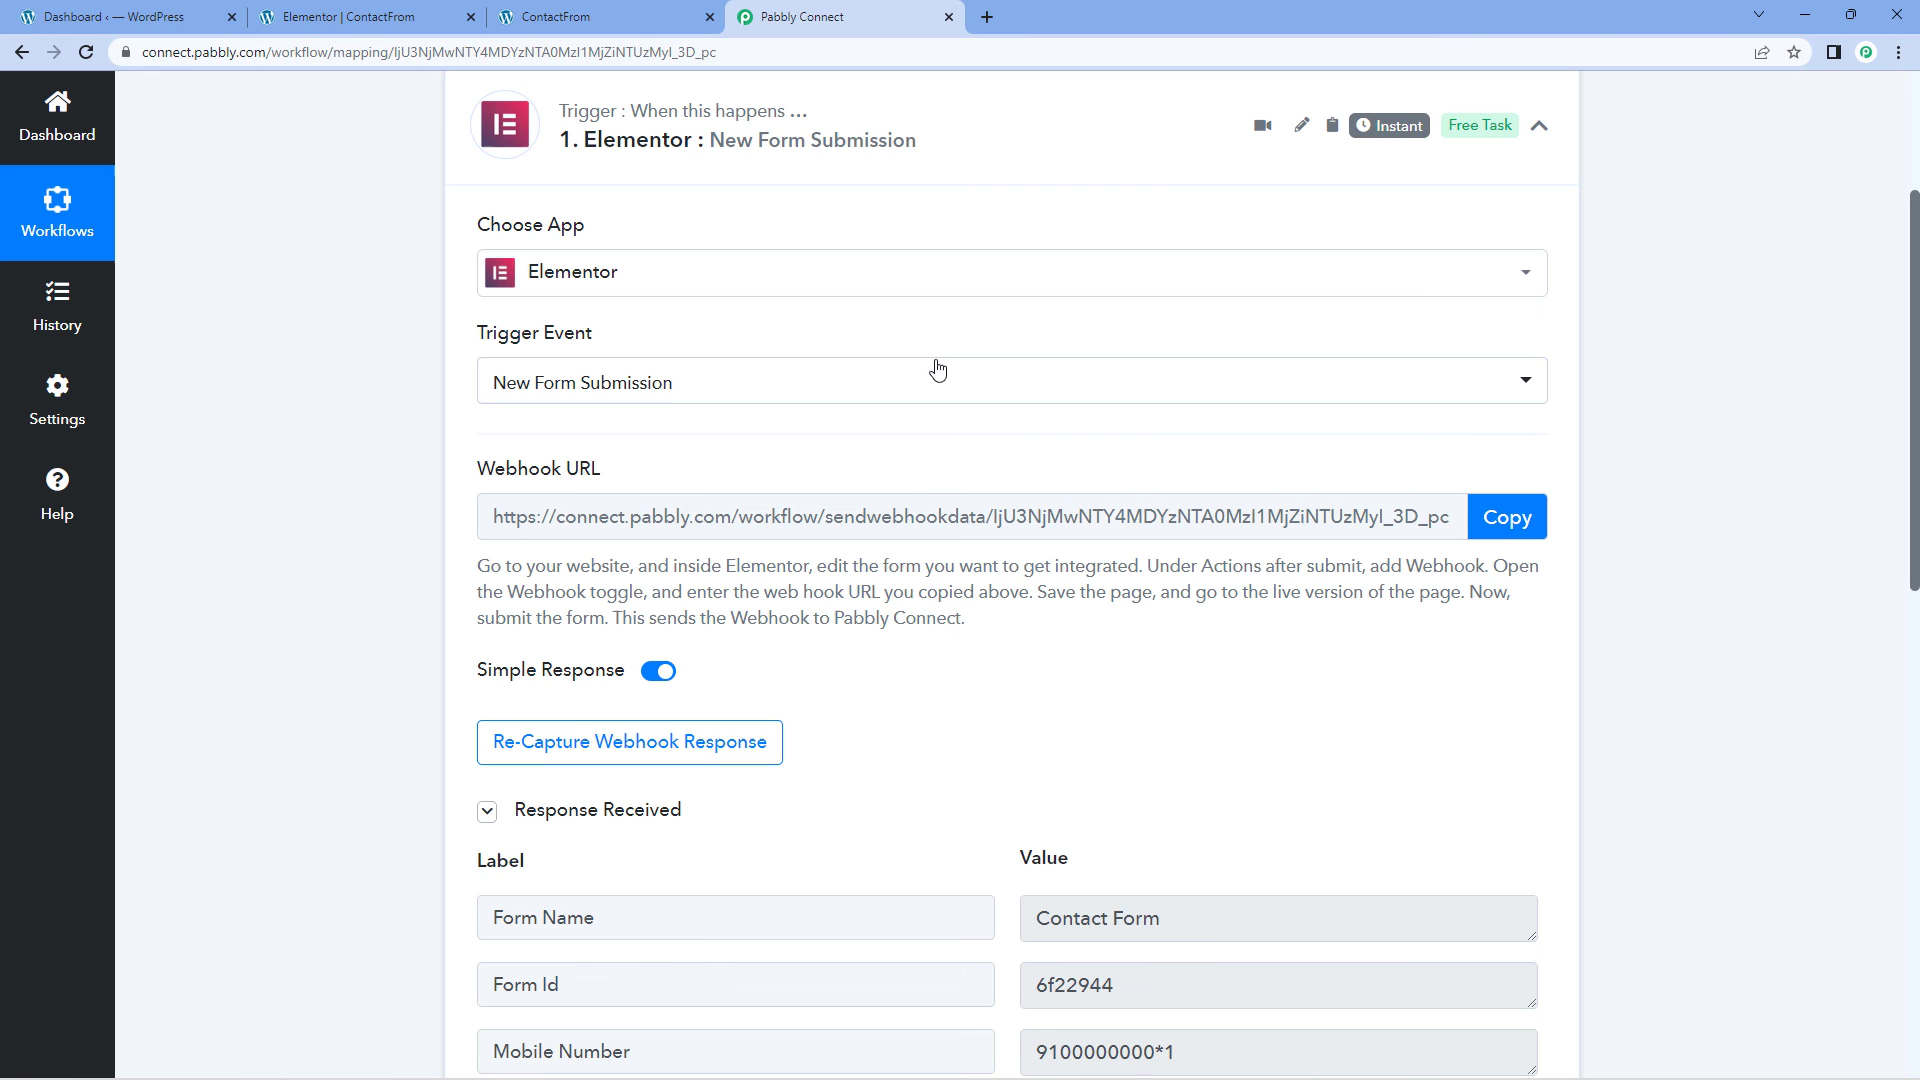 Dashboard ‹ — WordPress
Elementor | ContactFrom
ContactFrom
Pabbly Connect
connect.pabbly.com/workflow/mapping/IjU3NjMwNTY4MDYzNTA0MzI1MjZiNTUzMyI_3D_pc
Dashboard
Workflows
History
Settings
Help
Trigger : When this happens ...
1. Elementor : New Form Submission
Instant
Free Task
Choose App
Elementor
Trigger Event
New Form Submission
Webhook URL
https://connect.pabbly.com/workflow/sendwebhookdata/IjU3NjMwNTY4MDYzNTA0MzI1MjZiNTUzMyI_3D_pc
Copy
Go to your website, and inside Elementor, edit the form you want to get integrated. Under Actions after submit, add Webhook. Open
the Webhook toggle, and enter the web hook URL you copied above. Save the page, and go to the live version of the page. Now,
submit the form. This sends the Webhook to Pabbly Connect.
Simple Response
Re-Capture Webhook Response
Response Received
Label
Value
Form Name
Contact Form
Form Id
6f22944
Mobile Number
9100000000*1